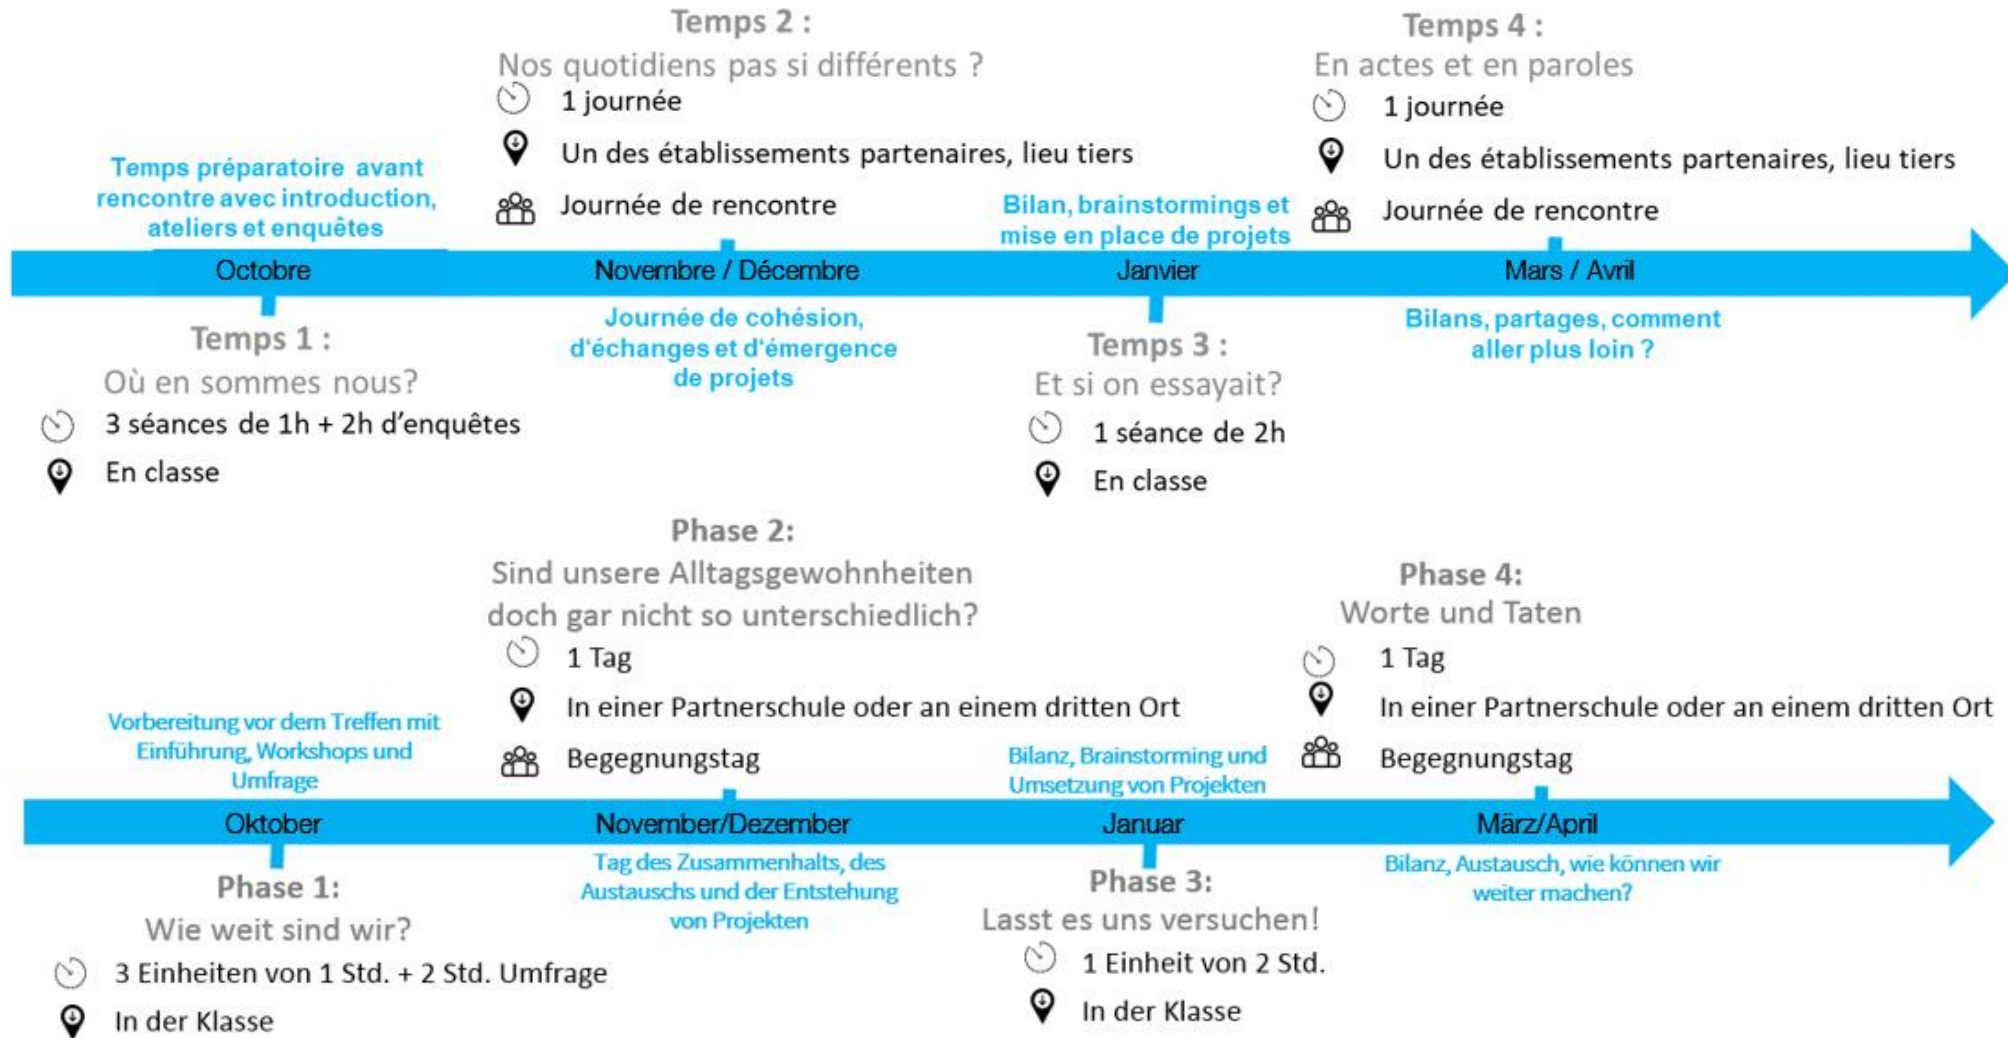 Temps 2 :
Nos quotidiens pas si différents ?
1 journée
Un des établissements partenaires, lieu tiers
Journée de rencontre
Temps 4 :
En actes et en paroles
1 journée
Un des établissements partenaires, lieu tiers
Journée de rencontre
Temps préparatoire avant
rencontre avec introduction,
ateliers et enquêtes
Bilan, brainstormings et
mise en place de projets
Octobre
Novembre / Décembre
Janvier
Mars / Avril
Temps 1 :
Où en sommes nous?
3 séances de 1h + 2h d’enquêtes
En classe
Journée de cohésion,
d‘échanges et d‘émergence
de projets
Temps 3 :
Et si on essayait?
1 séance de 2h
En classe
Bilans, partages, comment
aller plus loin ?
Phase 2:
Sind unsere Alltagsgewohnheiten
doch gar nicht so unterschiedlich?
1 Tag
In einer Partnerschule oder an einem dritten Ort
Begegnungstag
Phase 4:
Worte und Taten
1 Tag
In einer Partnerschule oder an einem dritten Ort
Begegnungstag
Vorbereitung vor dem Treffen mit
Einführung, Workshops und
Umfrage
Bilanz, Brainstorming und
Umsetzung von Projekten
Oktober
November/Dezember
Januar
März/April
Phase 1:
Wie weit sind wir?
3 Einheiten von 1 Std. + 2 Std. Umfrage
In der Klasse
Tag des Zusammenhalts, des
Austauschs und der Entstehung
von Projekten
Phase 3:
Lasst es uns versuchen!
1 Einheit von 2 Std.
In der Klasse
Bilanz, Austausch, wie können wir
weiter machen?